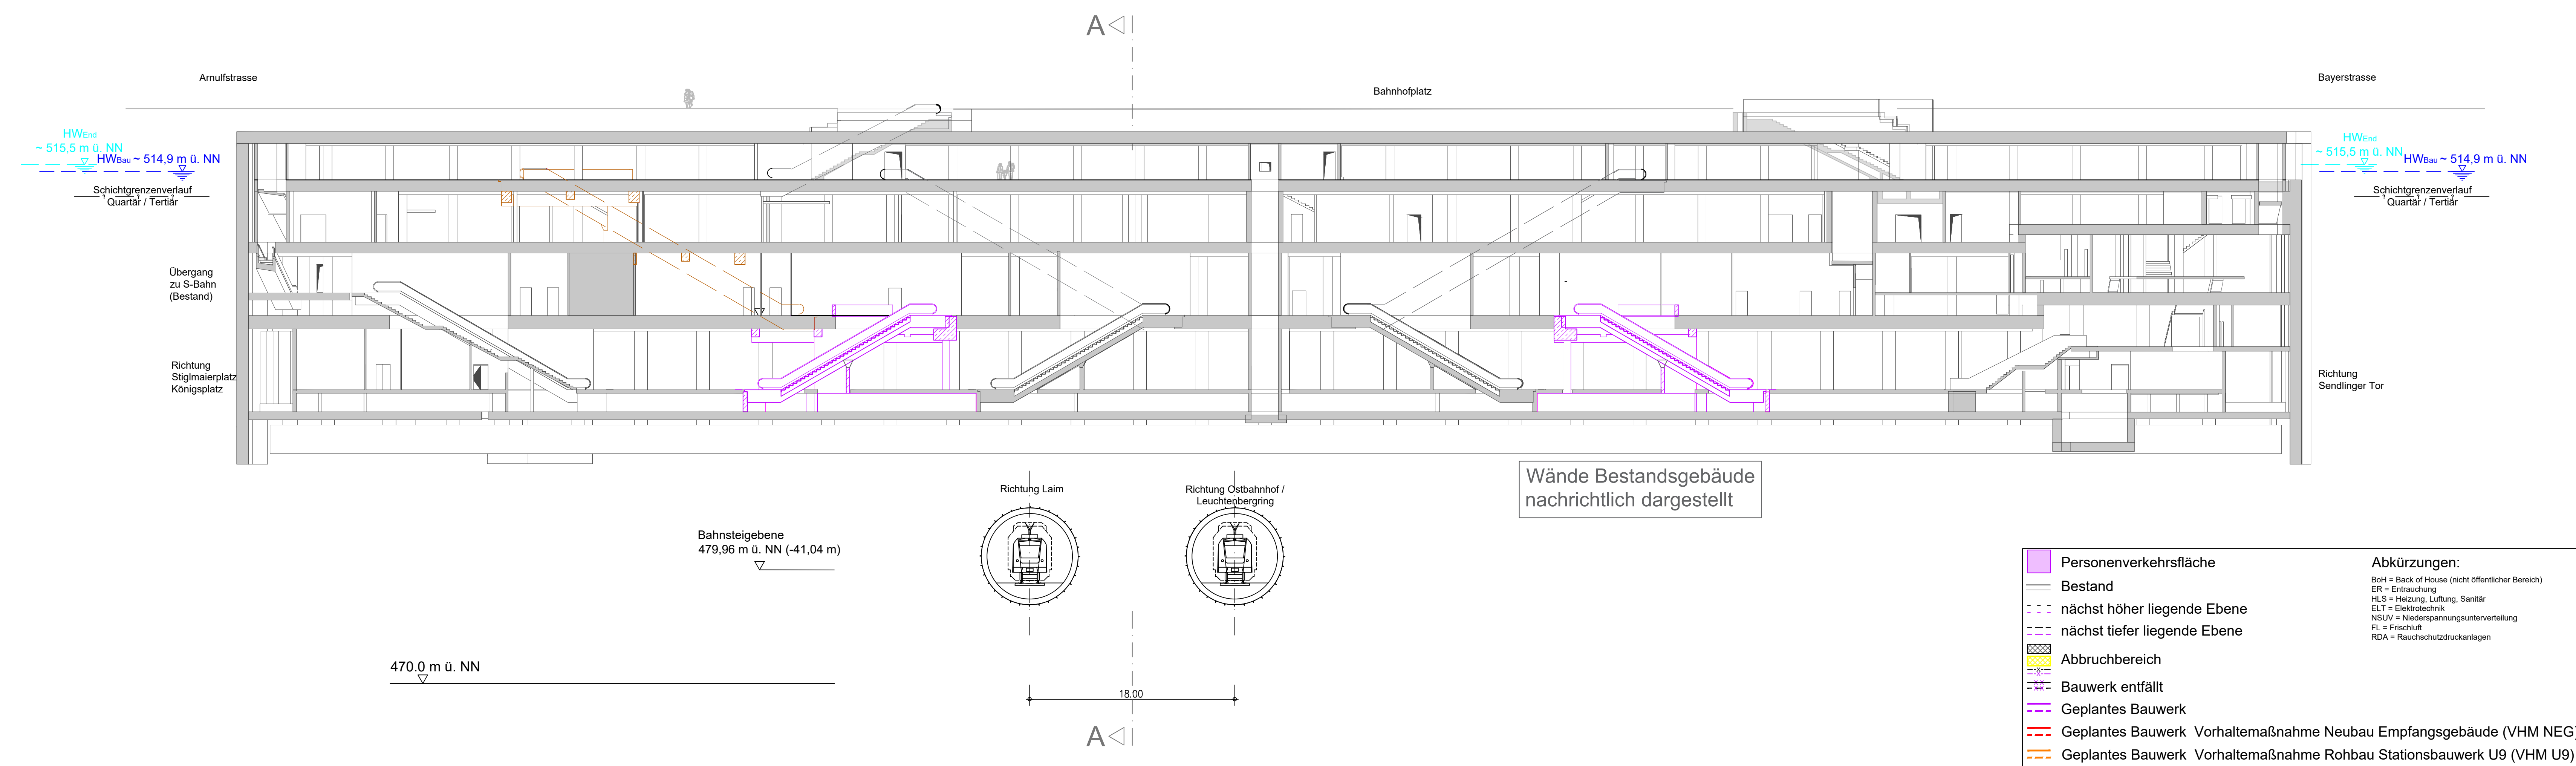 A
Arnulfstrasse
Bahnhofplatz
Bayerstrasse
HWEnd
~ 515,5 m ü. NN
HWBau ~ 514,9 m ü. NN
Schichtgrenzenverlauf
? ? ?
Quartär / Tertiär
HWEnd
~ 515,5 m ü. NN
HWBau ~ 514,9 m ü. NN
Schichtgrenzenverlauf
? ? ?
Quartär / Tertiär
Übergang
zu S-Bahn
(Bestand)
Richtung
Stiglmaierplatz
Königsplatz
Richtung
Sendlinger Tor
Wände Bestandsgebäude
nachrichtlich dargestellt
Richtung Laim
Richtung Ostbahnhof /
Leuchtenbergring
Bahnsteigebene
479,96 m ü. NN (-41,04 m)
470.0 m ü. NN
18.00
A
Personenverkehrsfläche
Bestand
nächst höher liegende Ebene
nächst tiefer liegende Ebene
Abbruchbereich
Bauwerk entfällt
Geplantes Bauwerk
Geplantes Bauwerk Vorhaltemaßnahme Neubau Empfangsgebäude (VHM NEG)
Geplantes Bauwerk Vorhaltemaßnahme Rohbau Stationsbauwerk U9 (VHM U9)
Abkürzungen:
BoH = Back of House (nicht öffentlicher Bereich)
ER = Entrauchung
HLS = Heizung, Luftung, Sanitär
ELT = Elektrotechnik
NSUV = Niederspannungsunterverteilung
FL = Frischluft
RDA = Rauchschutzdruckanlagen